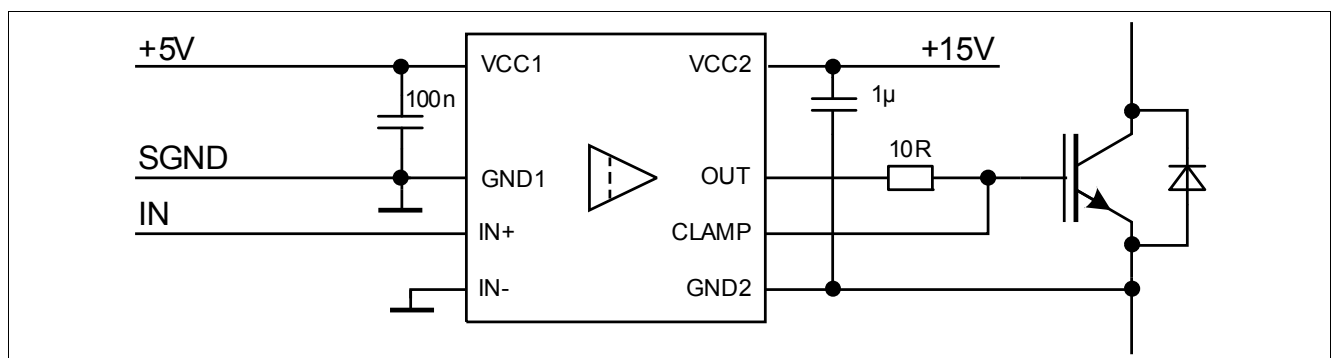 +5V
VCC1
VCC2
+15V
100n
1µ
SGND
10R
GND1
OUT
IN
IN+
CLAMP
IN-
GND2